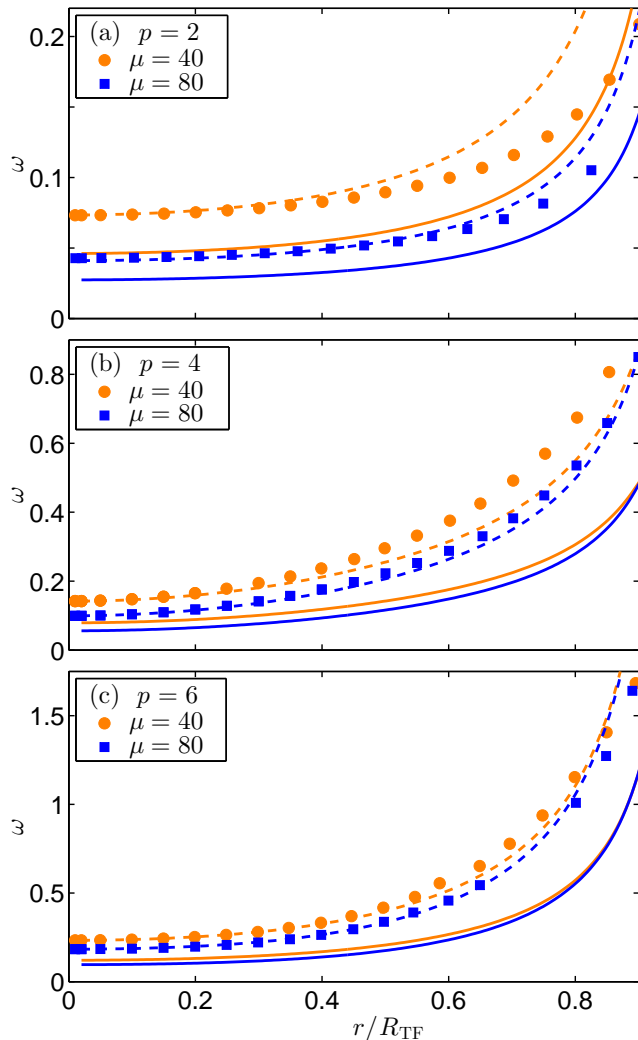 (a) p = 2
μ = 40
μ = 80
0.2
0.1
0
ω
(b) p = 4
μ = 40
μ = 80
0.8
0.6
0.4
0.2
0
ω
(c) p = 6
μ = 40
μ = 80
1.5
1
0.5
0
ω
0 0.2 0.4 0.6 0.8
r/R_TF